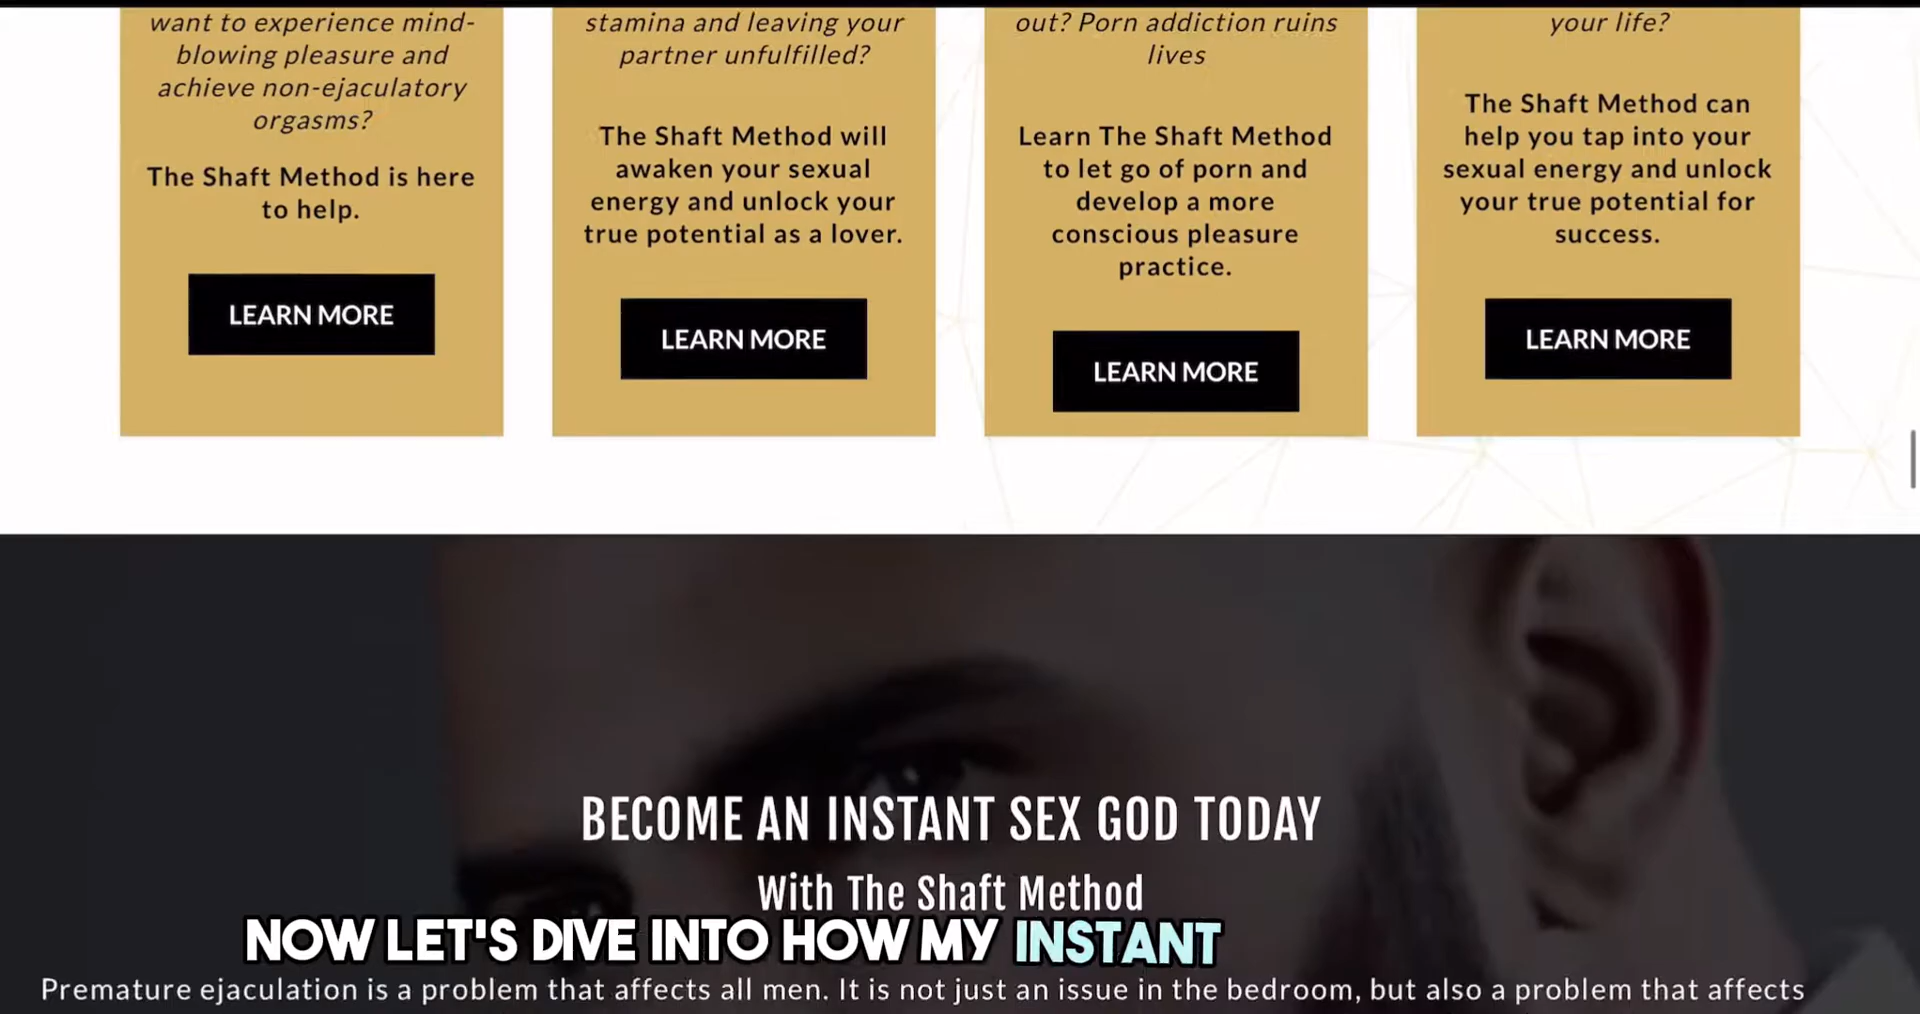 want to experience mind-
blowing pleasure and
achieve non-ejaculatory
orgasms?
The Shaft Method is here
to help.
LEARN MORE
stamina and leaving your
partner unfulfilled?
The Shaft Method will
awaken your sexual
energy and unlock your
true potential as a lover.
LEARN MORE
out? Porn addiction ruins
lives
Learn The Shaft Method
to let go of porn and
develop a more
conscious pleasure
practice.
LEARN MORE
your life?
The Shaft Method can
help you tap into your
sexual energy and unlock
your true potential for
success.
LEARN MORE
BECOME AN INSTANT SEX GOD TODAY
With The Shaft Method
NOW LET'S DIVE INTO HOW MY INSTANT
Premature ejaculation is a problem that affects all men. It is not just an issue in the bedroom, but also a problem that affects